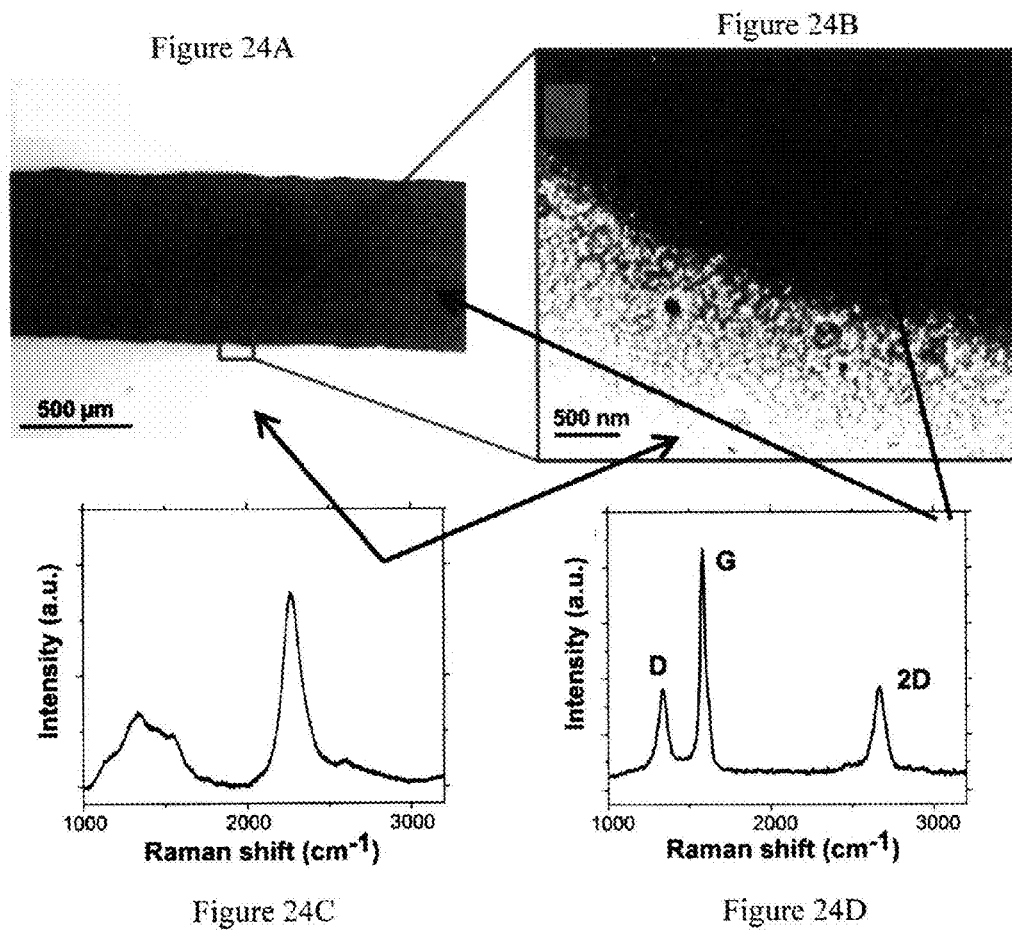 Figure 24A
Figure 24B
500 µm
500 nm
Intensity (a.u.)
1000 2000 3000
Raman shift (cm-1)
Intensity (a.u.)
D
G
2D
1000 2000 3000
Raman shift (cm-1)
Figure 24C
Figure 24D